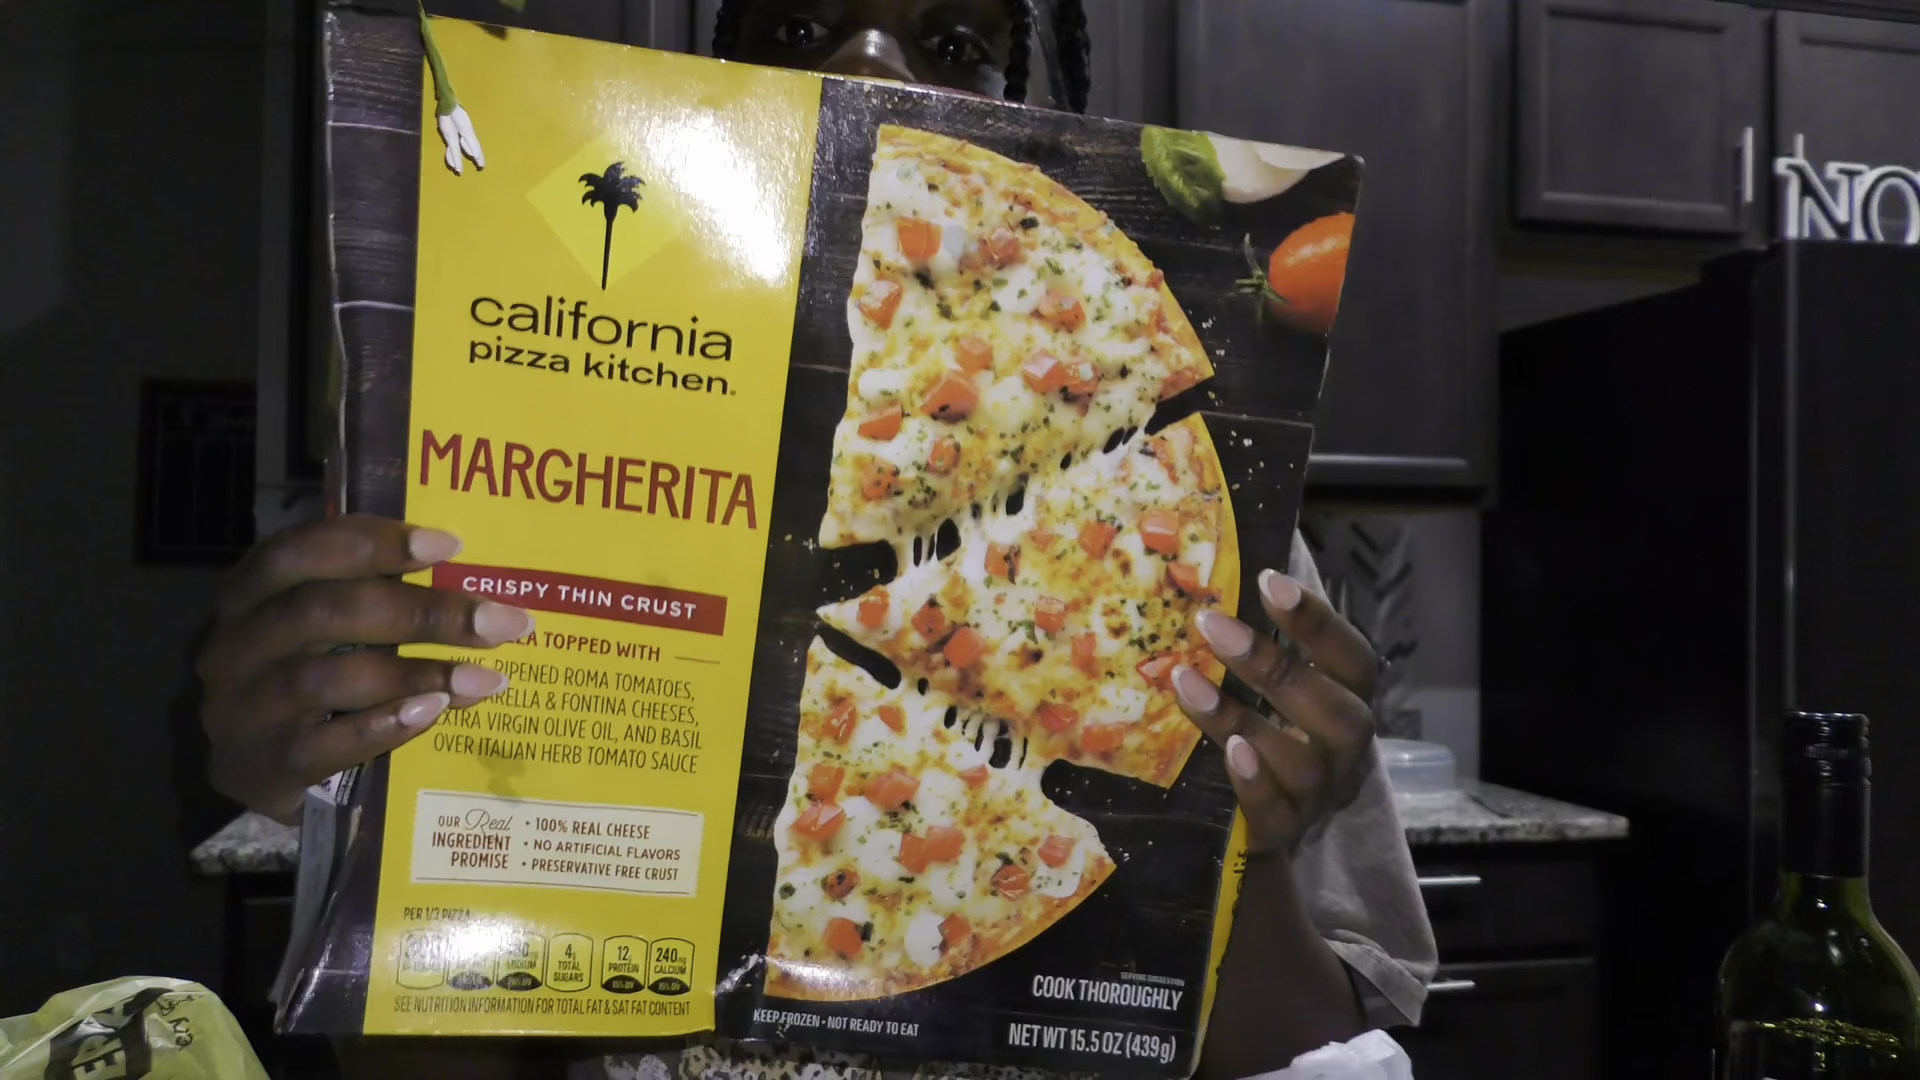 california
pizza kitchen.
MARGHERITA
CRISPY THIN CRUST
TOPPED WITH
RIPENED ROMA TOMATOES,
& FONTINA CHEESES,
EXTRA VIRGIN OLIVE OIL, AND BASIL
OVER ITALIAN HERB TOMATO SAUCE
OUR Real
INGREDIENT
PROMISE
• 100% REAL CHEESE
• NO ARTIFICIAL FLAVORS
• PRESERVATIVE FREE CRUST
PER 1/3 PIZZA
4g
TOTAL
SUGARS
12g
PROTEIN
240mg
CALCIUM
SEE NUTRITION INFORMATION FOR TOTAL FAT & SAT FAT CONTENT
KEEP FROZEN • NOT READY TO EAT
SERVING SUGGESTION
COOK THOROUGHLY
NET WT 15.5 OZ (439g)
NO